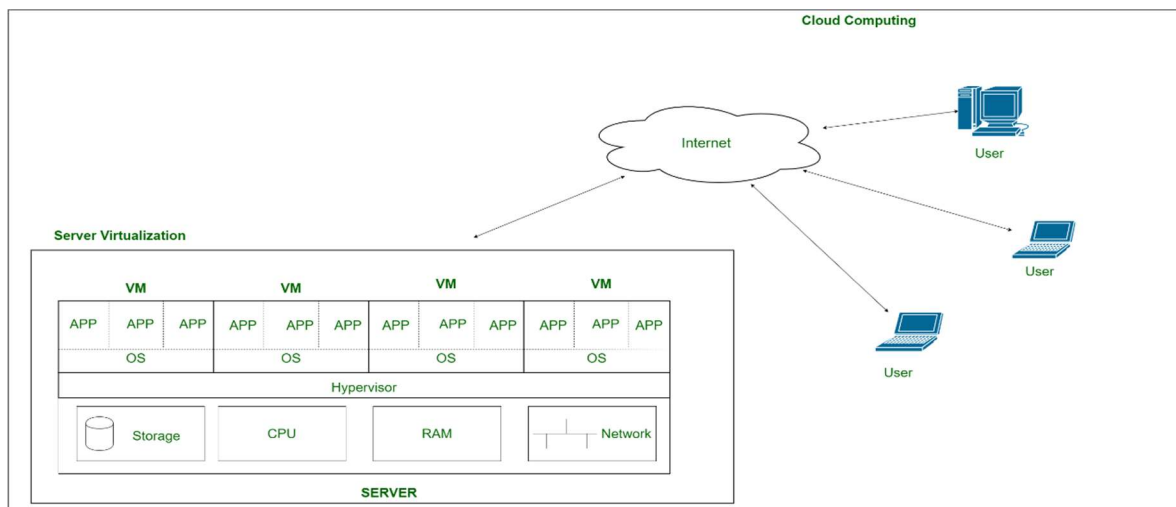 Cloud Computing
Internet
User
User
User
Server Virtualization
VM VM VM VM
APP APP APP APP APP APP APP APP APP APP APP APP
OS OS OS OS
Hypervisor
Storage CPU RAM Network
SERVER